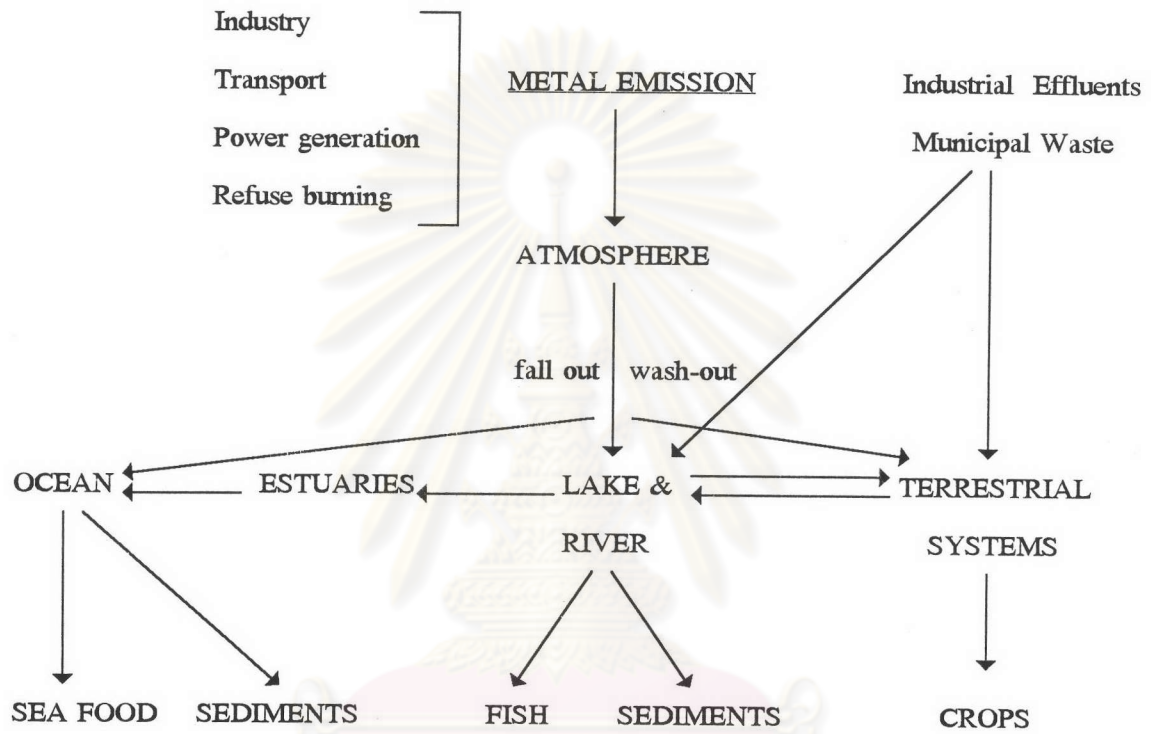 Industry
Transport
METAL EMISSION
Industrial Effluents
Power generation
Municipal Waste
Refuse burning
ATMOSPHERE
fall out wash-out
OCEAN ESTUARIES LAKE & TERRESTRIAL
RIVER SYSTEMS
SEA FOOD SEDIMENTS FISH SEDIMENTS CROPS